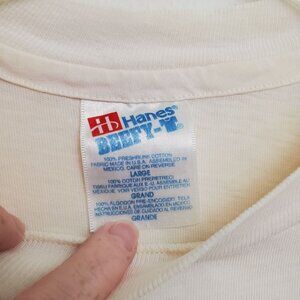 Hanes®
BEEFY-T®
100% PRESHRUNK COTTON
FABRIC MADE IN U.S.A. ASSEMBLED IN
MEXICO. CARE ON REVERSE
LARGE
100% COTON PRERETRECI
TISSU FABRIQUE AUX E.-U. ASSEMBLE AU
MEXIQUE VOIR VERSO POUR ENTRETIEN
GRAND
100% ALGODON PRE-ENCOGIDO TELA
HECHA EN E.U. ENSAMBLADO EN MEXICO
INSTRUCCIONES DE CUIDADO AL REVERSO
GRANDE